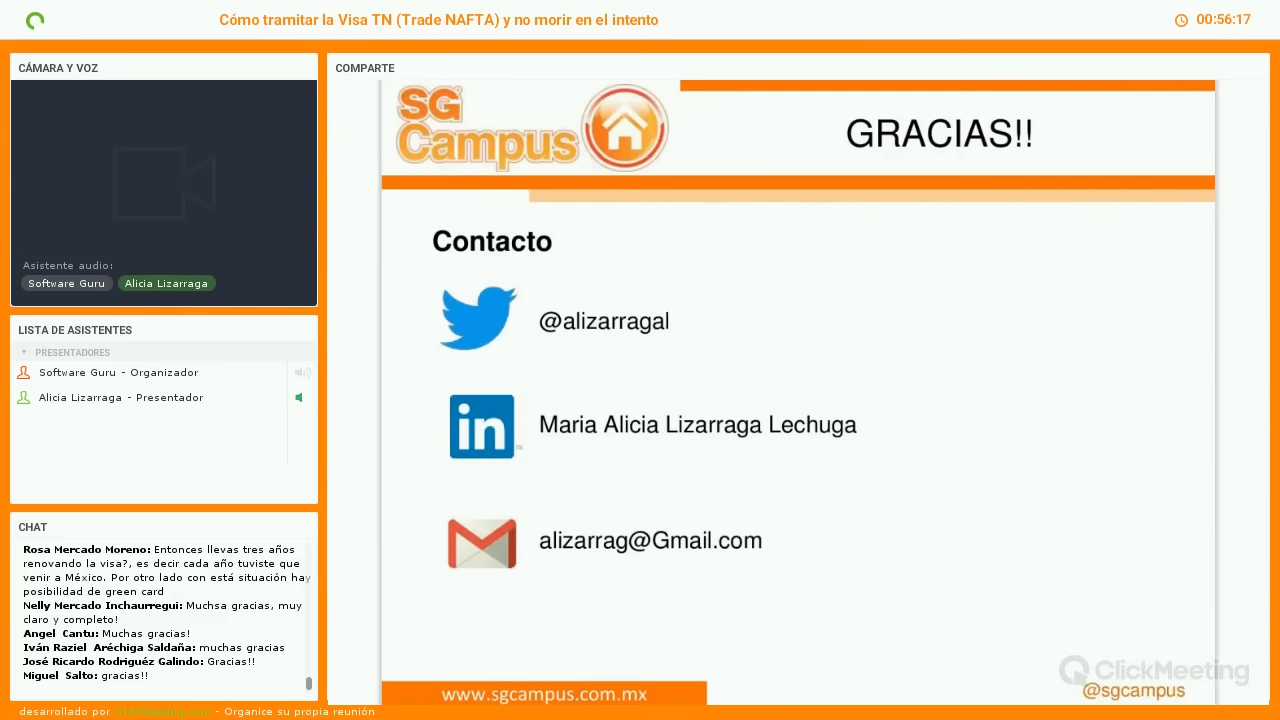 Cómo tramitar la Visa TN (Trade NAFTA) y no morir en el intento
00:56:17
CÁMARA Y VOZ
Asistente audio:
Software Guru
Alicia Lizarraga
LISTA DE ASISTENTES
PRESENTADORES
Software Guru - Organizador
Alicia Lizarraga - Presentador
CHAT
Rosa Mercado Moreno: Entonces llevas tres años
renovando la visa?, es decir cada año tuviste que
venir a México. Por otro lado con está situación hay
posibilidad de green card
Nelly Mercado Inchaurregui: Muchsa gracias, muy
claro y completo!
Angel Cantu: Muchas gracias!
Iván Raziel Aréchiga Saldaña: muchas gracias
José Ricardo Rodriguéz Galindo: Gracias!!
Miguel Salto: gracias!!
COMPARTE
SG
Campus
GRACIAS!!
Contacto
@alizarragal
in
Maria Alicia Lizarraga Lechuga
alizarrag@Gmail.com
www.sgcampus.com.mx
ClickMeeting
@sgcampus
desarrollado por ClickMeeting.com - Organice su propia reunión